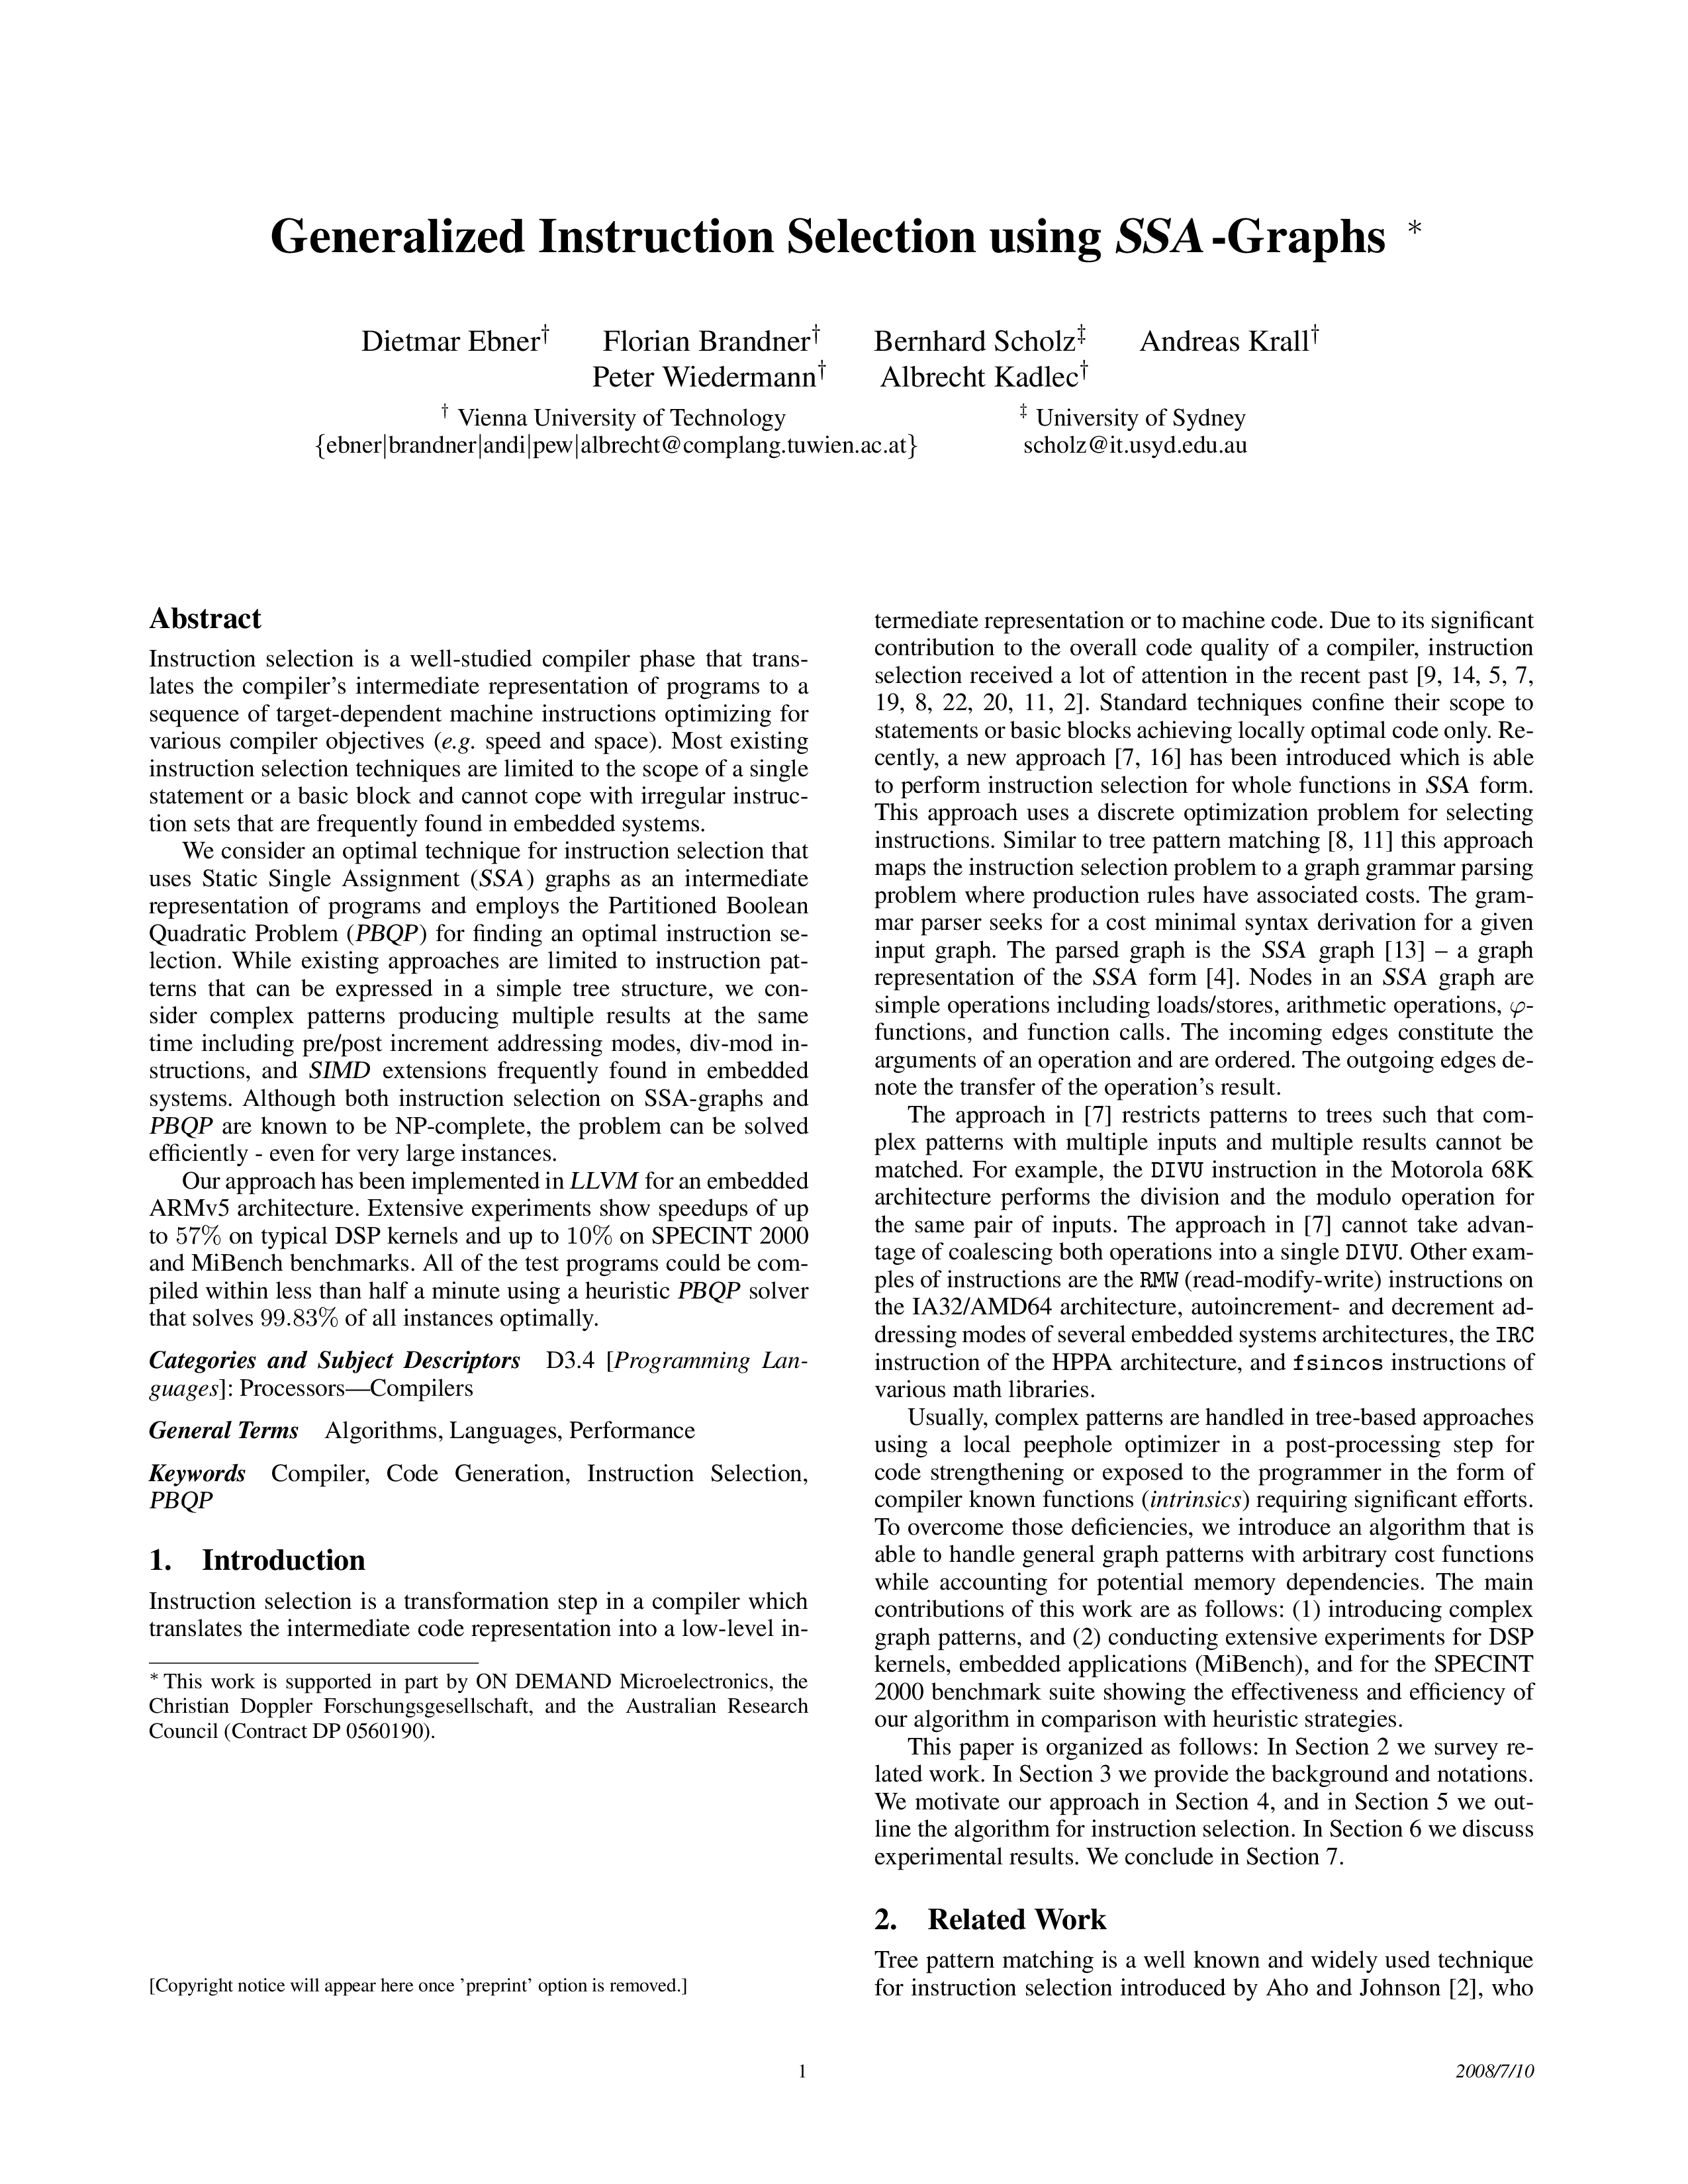 Generalized Instruction Selection using SSA-Graphs *
Dietmar Ebner† Florian Brandner† Bernhard Scholz‡ Andreas Krall†
Peter Wiedermann† Albrecht Kadlec†
† Vienna University of Technology
{ebner|brandner|andi|pew|albrecht@complang.tuwien.ac.at}
‡ University of Sydney
scholz@it.usyd.edu.au
Abstract
Instruction selection is a well-studied compiler phase that trans-
lates the compiler's intermediate representation of programs to a
sequence of target-dependent machine instructions optimizing for
various compiler objectives (e.g. speed and space). Most existing
instruction selection techniques are limited to the scope of a single
statement or a basic block and cannot cope with irregular instruc-
tion sets that are frequently found in embedded systems.
We consider an optimal technique for instruction selection that
uses Static Single Assignment (SSA) graphs as an intermediate
representation of programs and employs the Partitioned Boolean
Quadratic Problem (PBQP) for finding an optimal instruction se-
lection. While existing approaches are limited to instruction pat-
terns that can be expressed in a simple tree structure, we con-
sider complex patterns producing multiple results at the same
time including pre/post increment addressing modes, div-mod in-
structions, and SIMD extensions frequently found in embedded
systems. Although both instruction selection on SSA-graphs and
PBQP are known to be NP-complete, the problem can be solved
efficiently - even for very large instances.
Our approach has been implemented in LLVM for an embedded
ARMv5 architecture. Extensive experiments show speedups of up
to 57% on typical DSP kernels and up to 10% on SPECINT 2000
and MiBench benchmarks. All of the test programs could be com-
piled within less than half a minute using a heuristic PBQP solver
that solves 99.83% of all instances optimally.
Categories and Subject Descriptors D3.4 [Programming Lan-
guages]: Processors—Compilers
General Terms Algorithms, Languages, Performance
Keywords Compiler, Code Generation, Instruction Selection,
PBQP
1. Introduction
Instruction selection is a transformation step in a compiler which
translates the intermediate code representation into a low-level in-
* This work is supported in part by ON DEMAND Microelectronics, the
Christian Doppler Forschungsgesellschaft, and the Australian Research
Council (Contract DP 0560190).
[Copyright notice will appear here once 'preprint' option is removed.]
termediate representation or to machine code. Due to its significant
contribution to the overall code quality of a compiler, instruction
selection received a lot of attention in the recent past [9, 14, 5, 7,
19, 8, 22, 20, 11, 2]. Standard techniques confine their scope to
statements or basic blocks achieving locally optimal code only. Re-
cently, a new approach [7, 16] has been introduced which is able
to perform instruction selection for whole functions in SSA form.
This approach uses a discrete optimization problem for selecting
instructions. Similar to tree pattern matching [8, 11] this approach
maps the instruction selection problem to a graph grammar parsing
problem where production rules have associated costs. The gram-
mar parser seeks for a cost minimal syntax derivation for a given
input graph. The parsed graph is the SSA graph [13] – a graph
representation of the SSA form [4]. Nodes in an SSA graph are
simple operations including loads/stores, arithmetic operations, φ-
functions, and function calls. The incoming edges constitute the
arguments of an operation and are ordered. The outgoing edges de-
note the transfer of the operation's result.
The approach in [7] restricts patterns to trees such that com-
plex patterns with multiple inputs and multiple results cannot be
matched. For example, the DIVU instruction in the Motorola 68K
architecture performs the division and the modulo operation for
the same pair of inputs. The approach in [7] cannot take advan-
tage of coalescing both operations into a single DIVU. Other exam-
ples of instructions are the RMW (read-modify-write) instructions on
the IA32/AMD64 architecture, autoincrement- and decrement ad-
dressing modes of several embedded systems architectures, the IRC
instruction of the HPPA architecture, and fsincos instructions of
various math libraries.
Usually, complex patterns are handled in tree-based approaches
using a local peephole optimizer in a post-processing step for
code strengthening or exposed to the programmer in the form of
compiler known functions (intrinsics) requiring significant efforts.
To overcome those deficiencies, we introduce an algorithm that is
able to handle general graph patterns with arbitrary cost functions
while accounting for potential memory dependencies. The main
contributions of this work are as follows: (1) introducing complex
graph patterns, and (2) conducting extensive experiments for DSP
kernels, embedded applications (MiBench), and for the SPECINT
2000 benchmark suite showing the effectiveness and efficiency of
our algorithm in comparison with heuristic strategies.
This paper is organized as follows: In Section 2 we survey re-
lated work. In Section 3 we provide the background and notations.
We motivate our approach in Section 4, and in Section 5 we out-
line the algorithm for instruction selection. In Section 6 we discuss
experimental results. We conclude in Section 7.
2. Related Work
Tree pattern matching is a well known and widely used technique
for instruction selection introduced by Aho and Johnson [2], who
1
2008/7/10